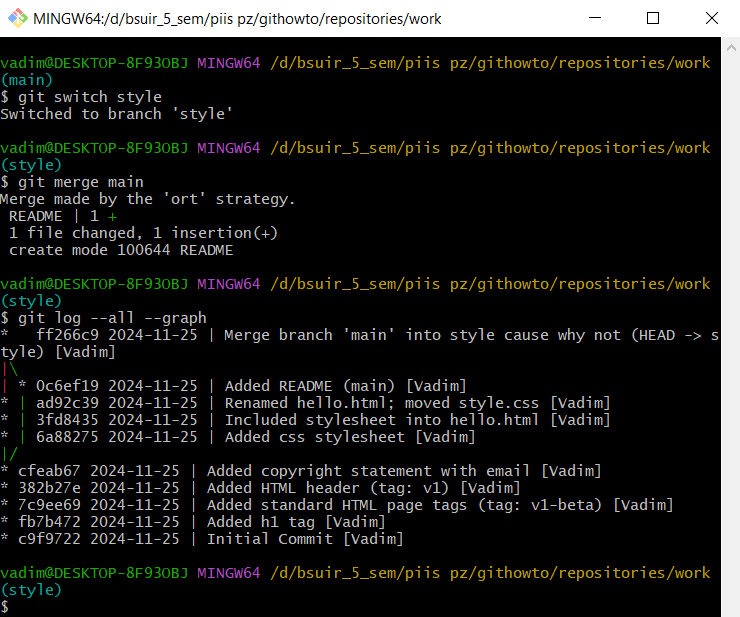 MINGW64:/d/bsuir_5_sem/piis pz/githowto/repositories/work
vadim@DESKTOP-8F93OBJ MINGW64 /d/bsuir_5_sem/piis pz/githowto/repositories/work
(main)
$ git switch style
Switched to branch 'style'
vadim@DESKTOP-8F93OBJ MINGW64 /d/bsuir_5_sem/piis pz/githowto/repositories/work
(style)
$ git merge main
Merge made by the 'ort' strategy.
 README | 1 +
 1 file changed, 1 insertion(+)
 create mode 100644 README
vadim@DESKTOP-8F93OBJ MINGW64 /d/bsuir_5_sem/piis pz/githowto/repositories/work
(style)
$ git log --all --graph
*   ff266c9 2024-11-25 | Merge branch 'main' into style cause why not (HEAD -> s
tyle) [Vadim]
|\
| * 0c6ef19 2024-11-25 | Added README (main) [Vadim]
* | ad92c39 2024-11-25 | Renamed hello.html; moved style.css [Vadim]
* | 3fd8435 2024-11-25 | Included stylesheet into hello.html [Vadim]
* | 6a88275 2024-11-25 | Added css stylesheet [Vadim]
|/
* cfeab67 2024-11-25 | Added copyright statement with email [Vadim]
* 382b27e 2024-11-25 | Added HTML header (tag: v1) [Vadim]
* 7c9ee69 2024-11-25 | Added standard HTML page tags (tag: v1-beta) [Vadim]
* fb7b472 2024-11-25 | Added h1 tag [Vadim]
* c9f9722 2024-11-25 | Initial Commit [Vadim]
vadim@DESKTOP-8F93OBJ MINGW64 /d/bsuir_5_sem/piis pz/githowto/repositories/work
(style)
$